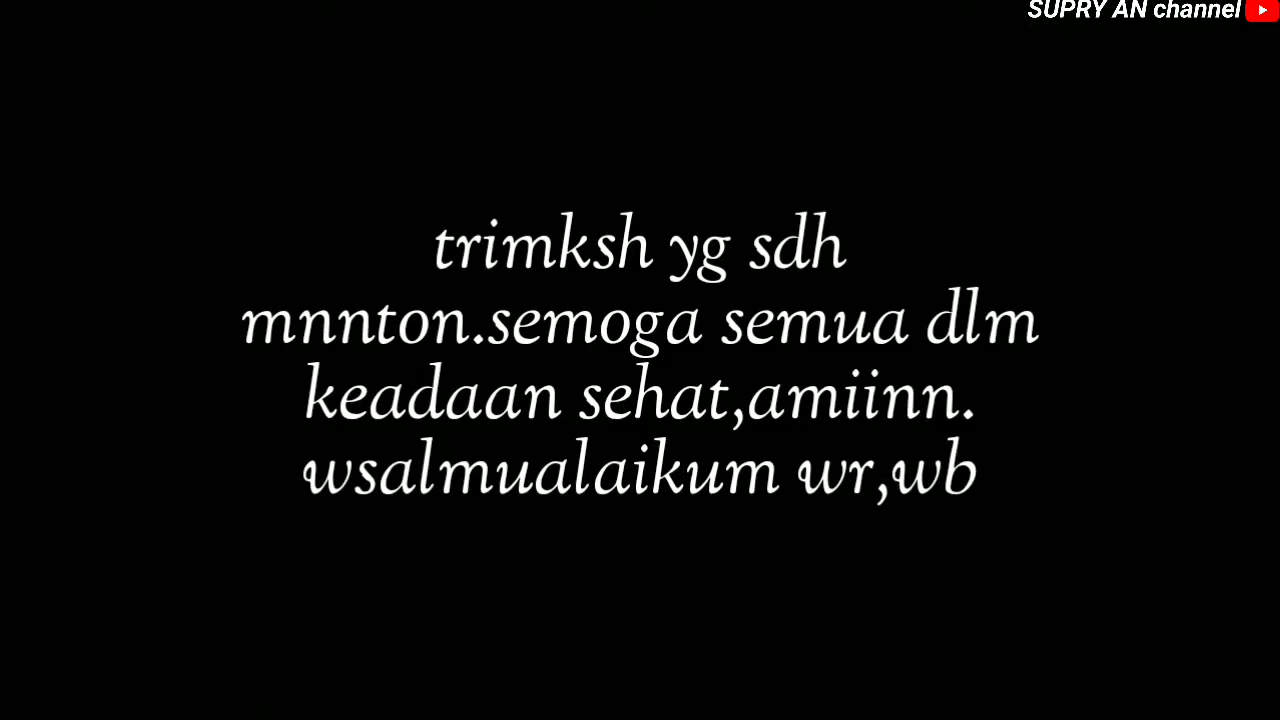 SUPRY AN channel
trimksh yg sdh
mnnton.semoga semua dlm
keadaan sehat,amiinn.
wsalmualaikum wr,wb